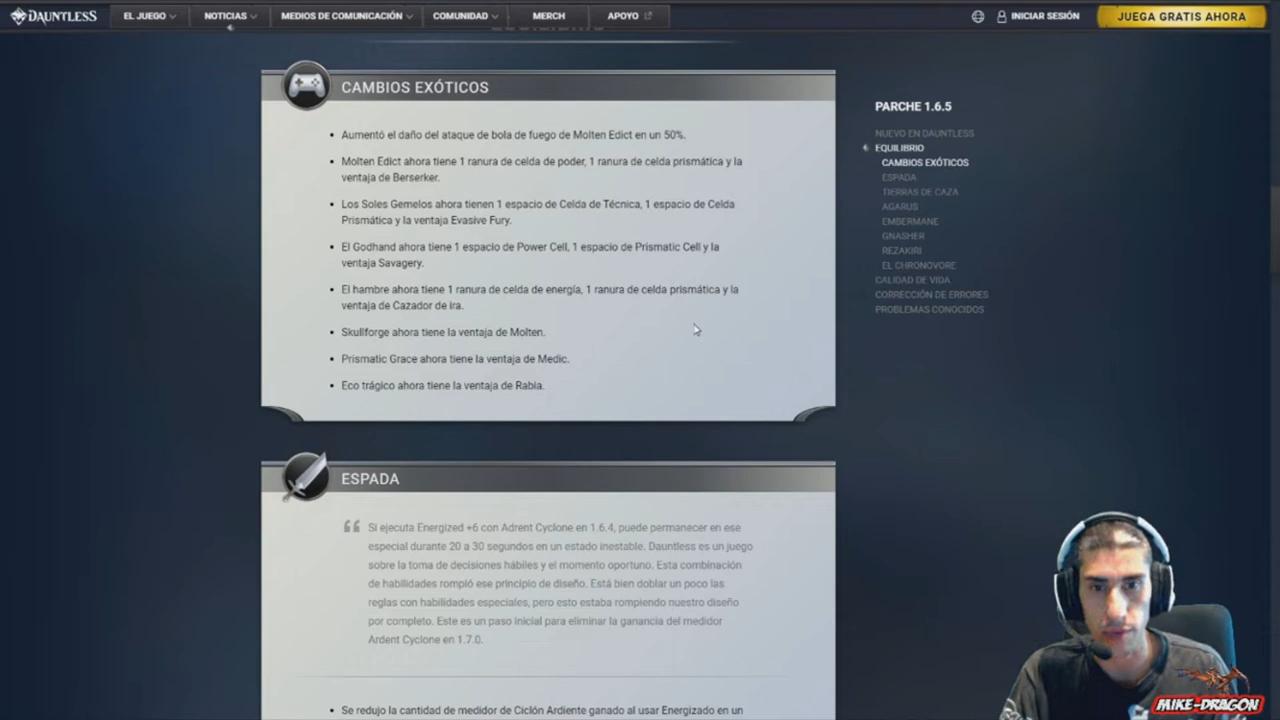 DAUNTLESS
EL JUEGO
NOTICIAS
MEDIOS DE COMUNICACIÓN
COMUNIDAD
MERCH
APOYO
INICIAR SESIÓN
JUEGA GRATIS AHORA
CAMBIOS EXÓTICOS
• Aumentó el daño del ataque de bola de fuego de Molten Edict en un 50%.
• Molten Edict ahora tiene 1 ranura de celda de poder, 1 ranura de celda prismática y la
ventaja de Berserker.
• Los Soles Gemelos ahora tienen 1 espacio de Celda de Técnica, 1 espacio de Celda
Prismática y la ventaja Evasive Fury.
• El Godhand ahora tiene 1 espacio de Power Cell, 1 espacio de Prismatic Cell y la
ventaja Savagery.
• El hambre ahora tiene 1 ranura de celda de energía, 1 ranura de celda prismática y la
ventaja de Cazador de ira.
• Skullforge ahora tiene la ventaja de Molten.
• Prismatic Grace ahora tiene la ventaja de Medic.
• Eco trágico ahora tiene la ventaja de Rabia.
ESPADA
Si ejecuta Energized +6 con Adrent Cyclone en 1.6.4, puede permanecer en ese
especial durante 20 a 30 segundos en un estado inestable. Dauntless es un juego
sobre la toma de decisiones hábiles y el momento oportuno. Esta combinación
de habilidades rompió ese principio de diseño. Está bien doblar un poco las
reglas con habilidades especiales, pero esto estaba rompiendo nuestro diseño
por completo. Este es un paso inicial para eliminar la ganancia del medidor
Ardent Cyclone en 1.7.0.
• Se redujo la cantidad de medidor de Ciclón Ardiente ganado al usar Energizado en un
PARCHE 1.6.5
NUEVO EN DAUNTLESS
EQUILIBRIO
CAMBIOS EXÓTICOS
ESPADA
TIERRAS DE CAZA
AGARUS
EMBERMANE
GNASHER
REZAKIRI
EL CHRONOVORE
CALIDAD DE VIDA
CORRECCIÓN DE ERRORES
PROBLEMAS CONOCIDOS
MIKE-DRAGON